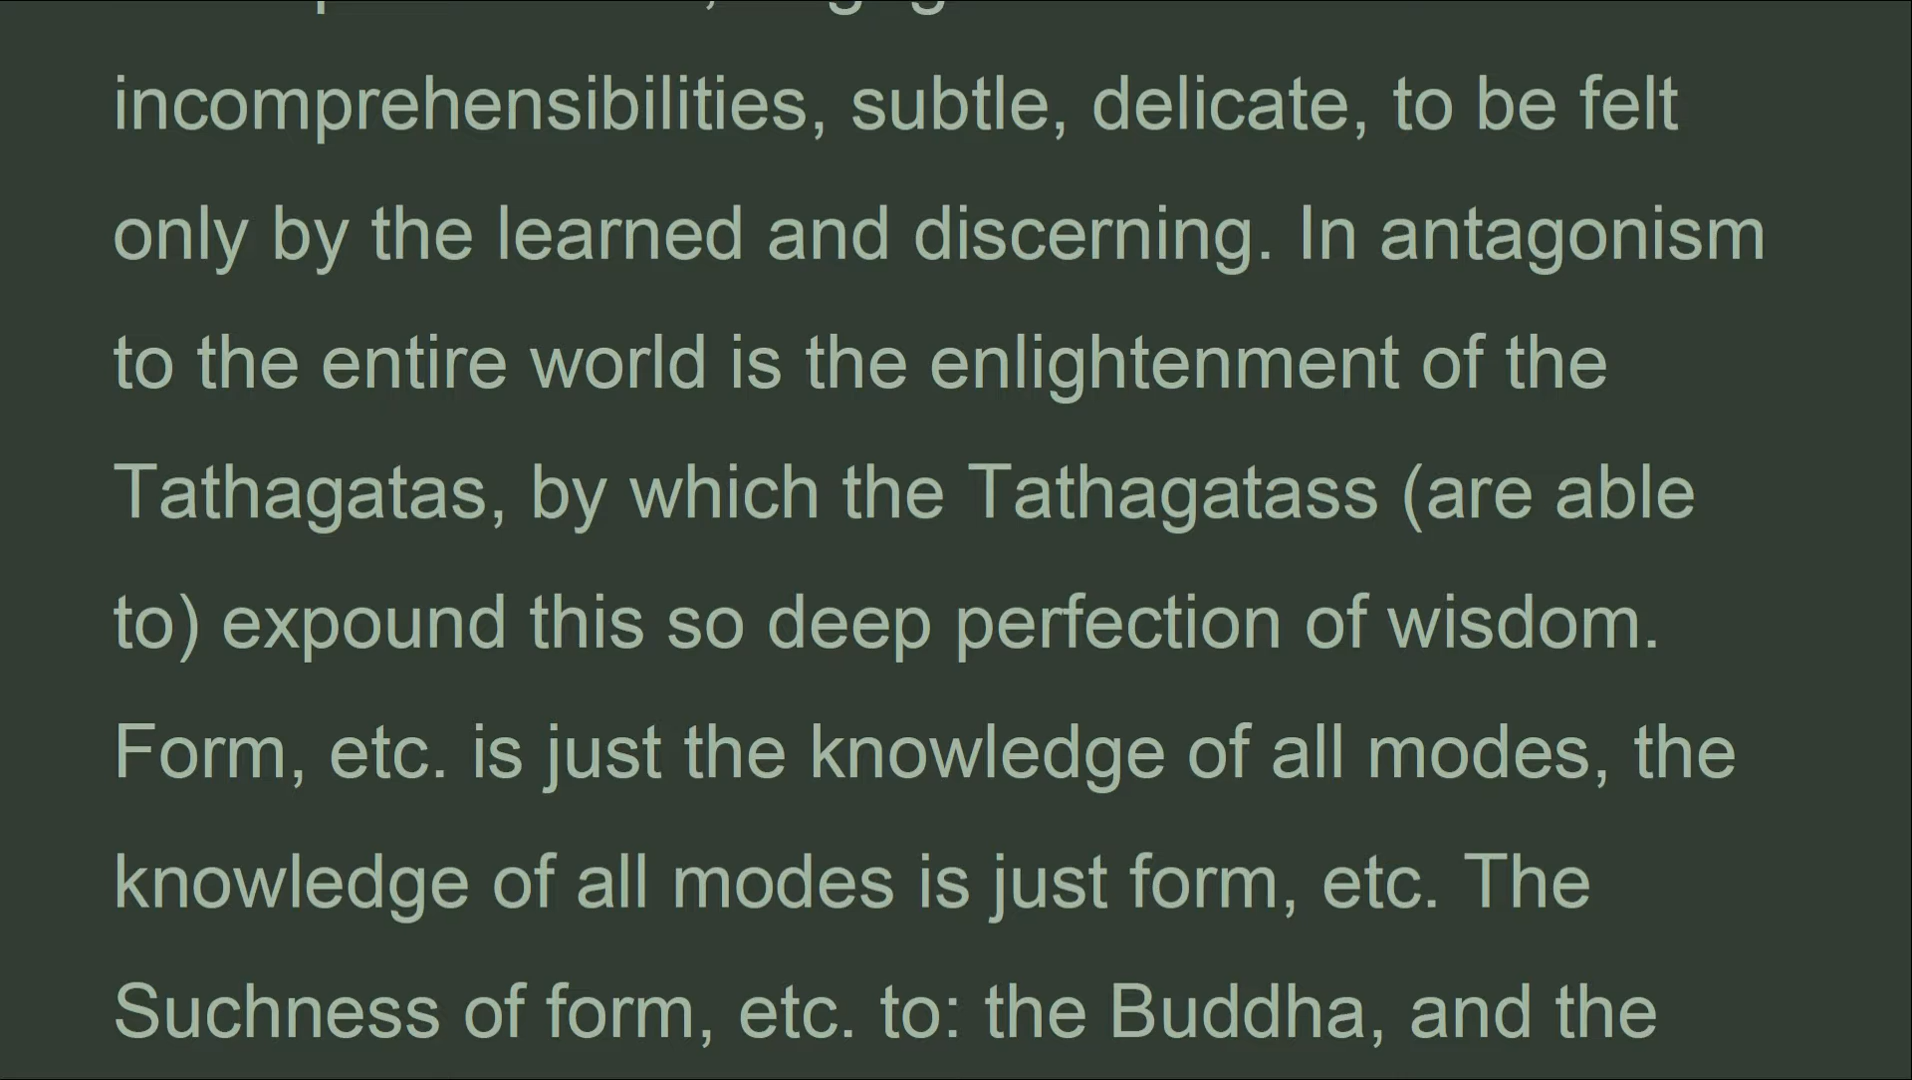 incomprehensibilities, subtle, delicate, to be felt
only by the learned and discerning. In antagonism
to the entire world is the enlightenment of the
Tathagatas, by which the Tathagatass (are able
to) expound this so deep perfection of wisdom.
Form, etc. is just the knowledge of all modes, the
knowledge of all modes is just form, etc. The
Suchness of form, etc. to: the Buddha, and the